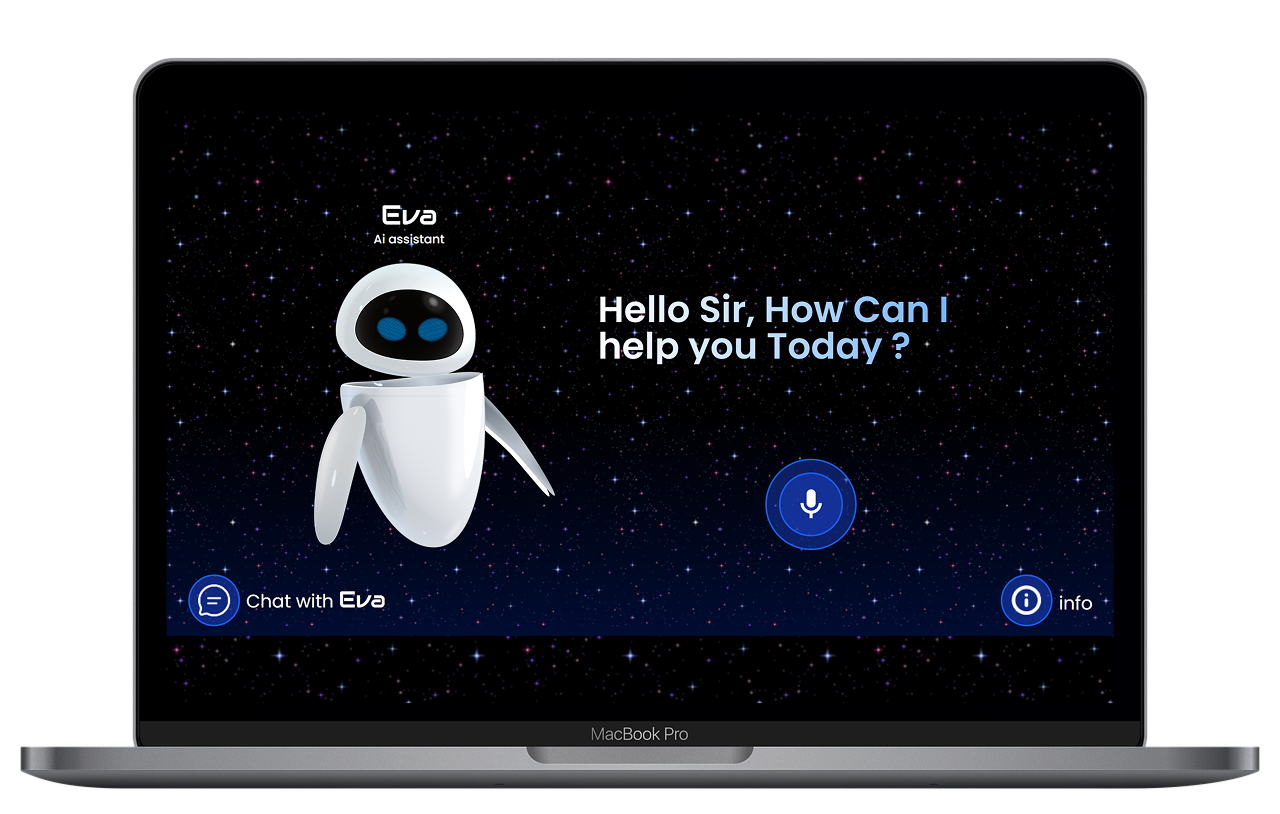 Eva
Ai assistant
Hello Sir, How Can I
help you Today ?
Chat with Eva
info
MacBook Pro